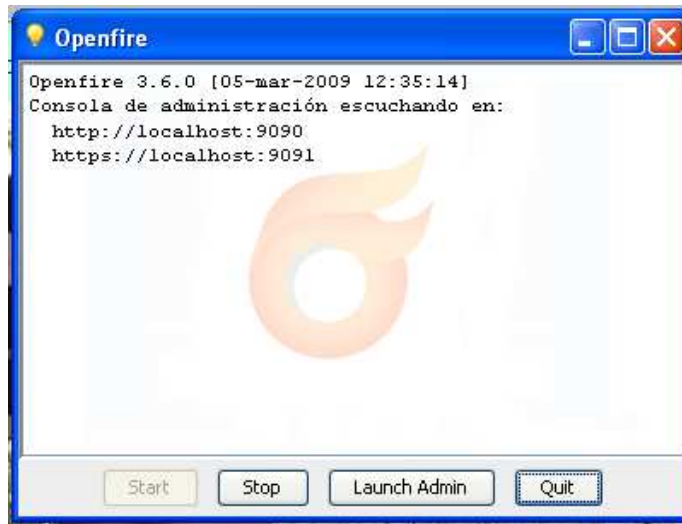 Openfire
Openfire 3.6.0 [05-mar-2009 12:35:14]
Consola de administración escuchando en:
http://localhost:9090
https://localhost:9091
Start
Stop
Launch Admin
Quit